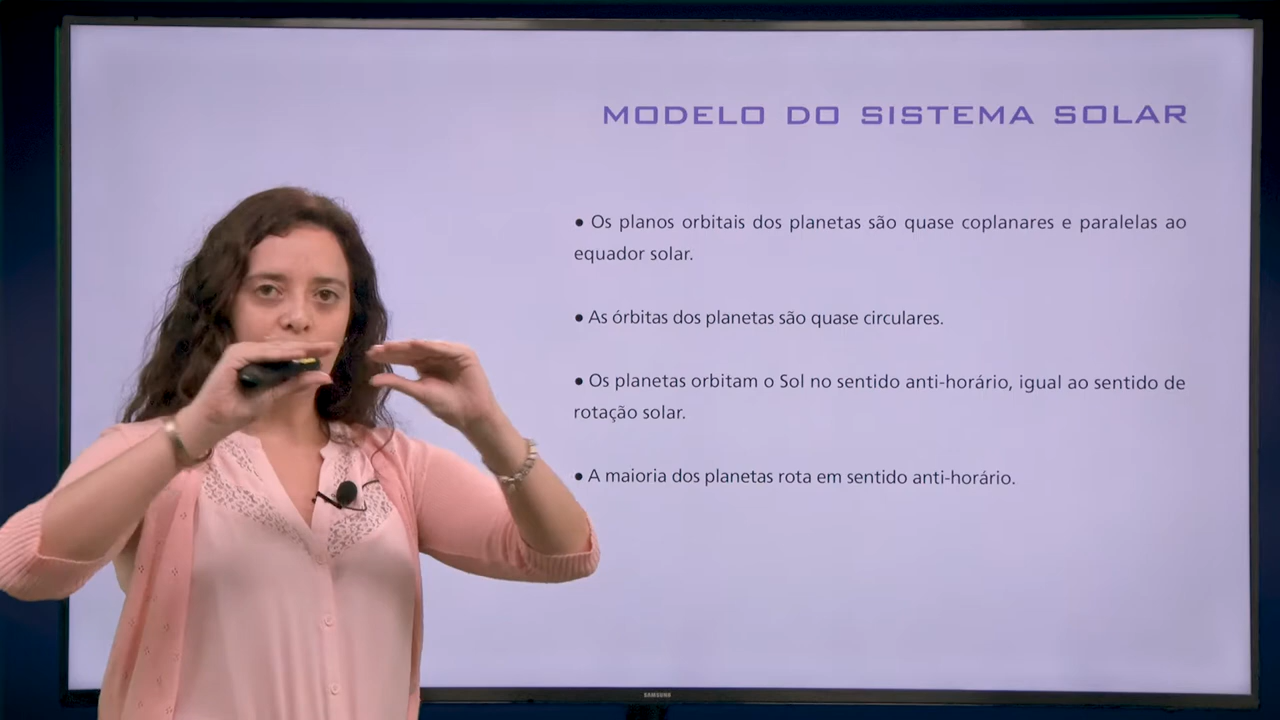 MODELO DO SISTEMA SOLAR
• Os planos orbitais dos planetas são quase coplanares e paralelas ao
equador solar.
• As órbitas dos planetas são quase circulares.
• Os planetas orbitam o Sol no sentido anti-horário, igual ao sentido de
rotação solar.
• A maioria dos planetas rota em sentido anti-horário.
SAMSUNG